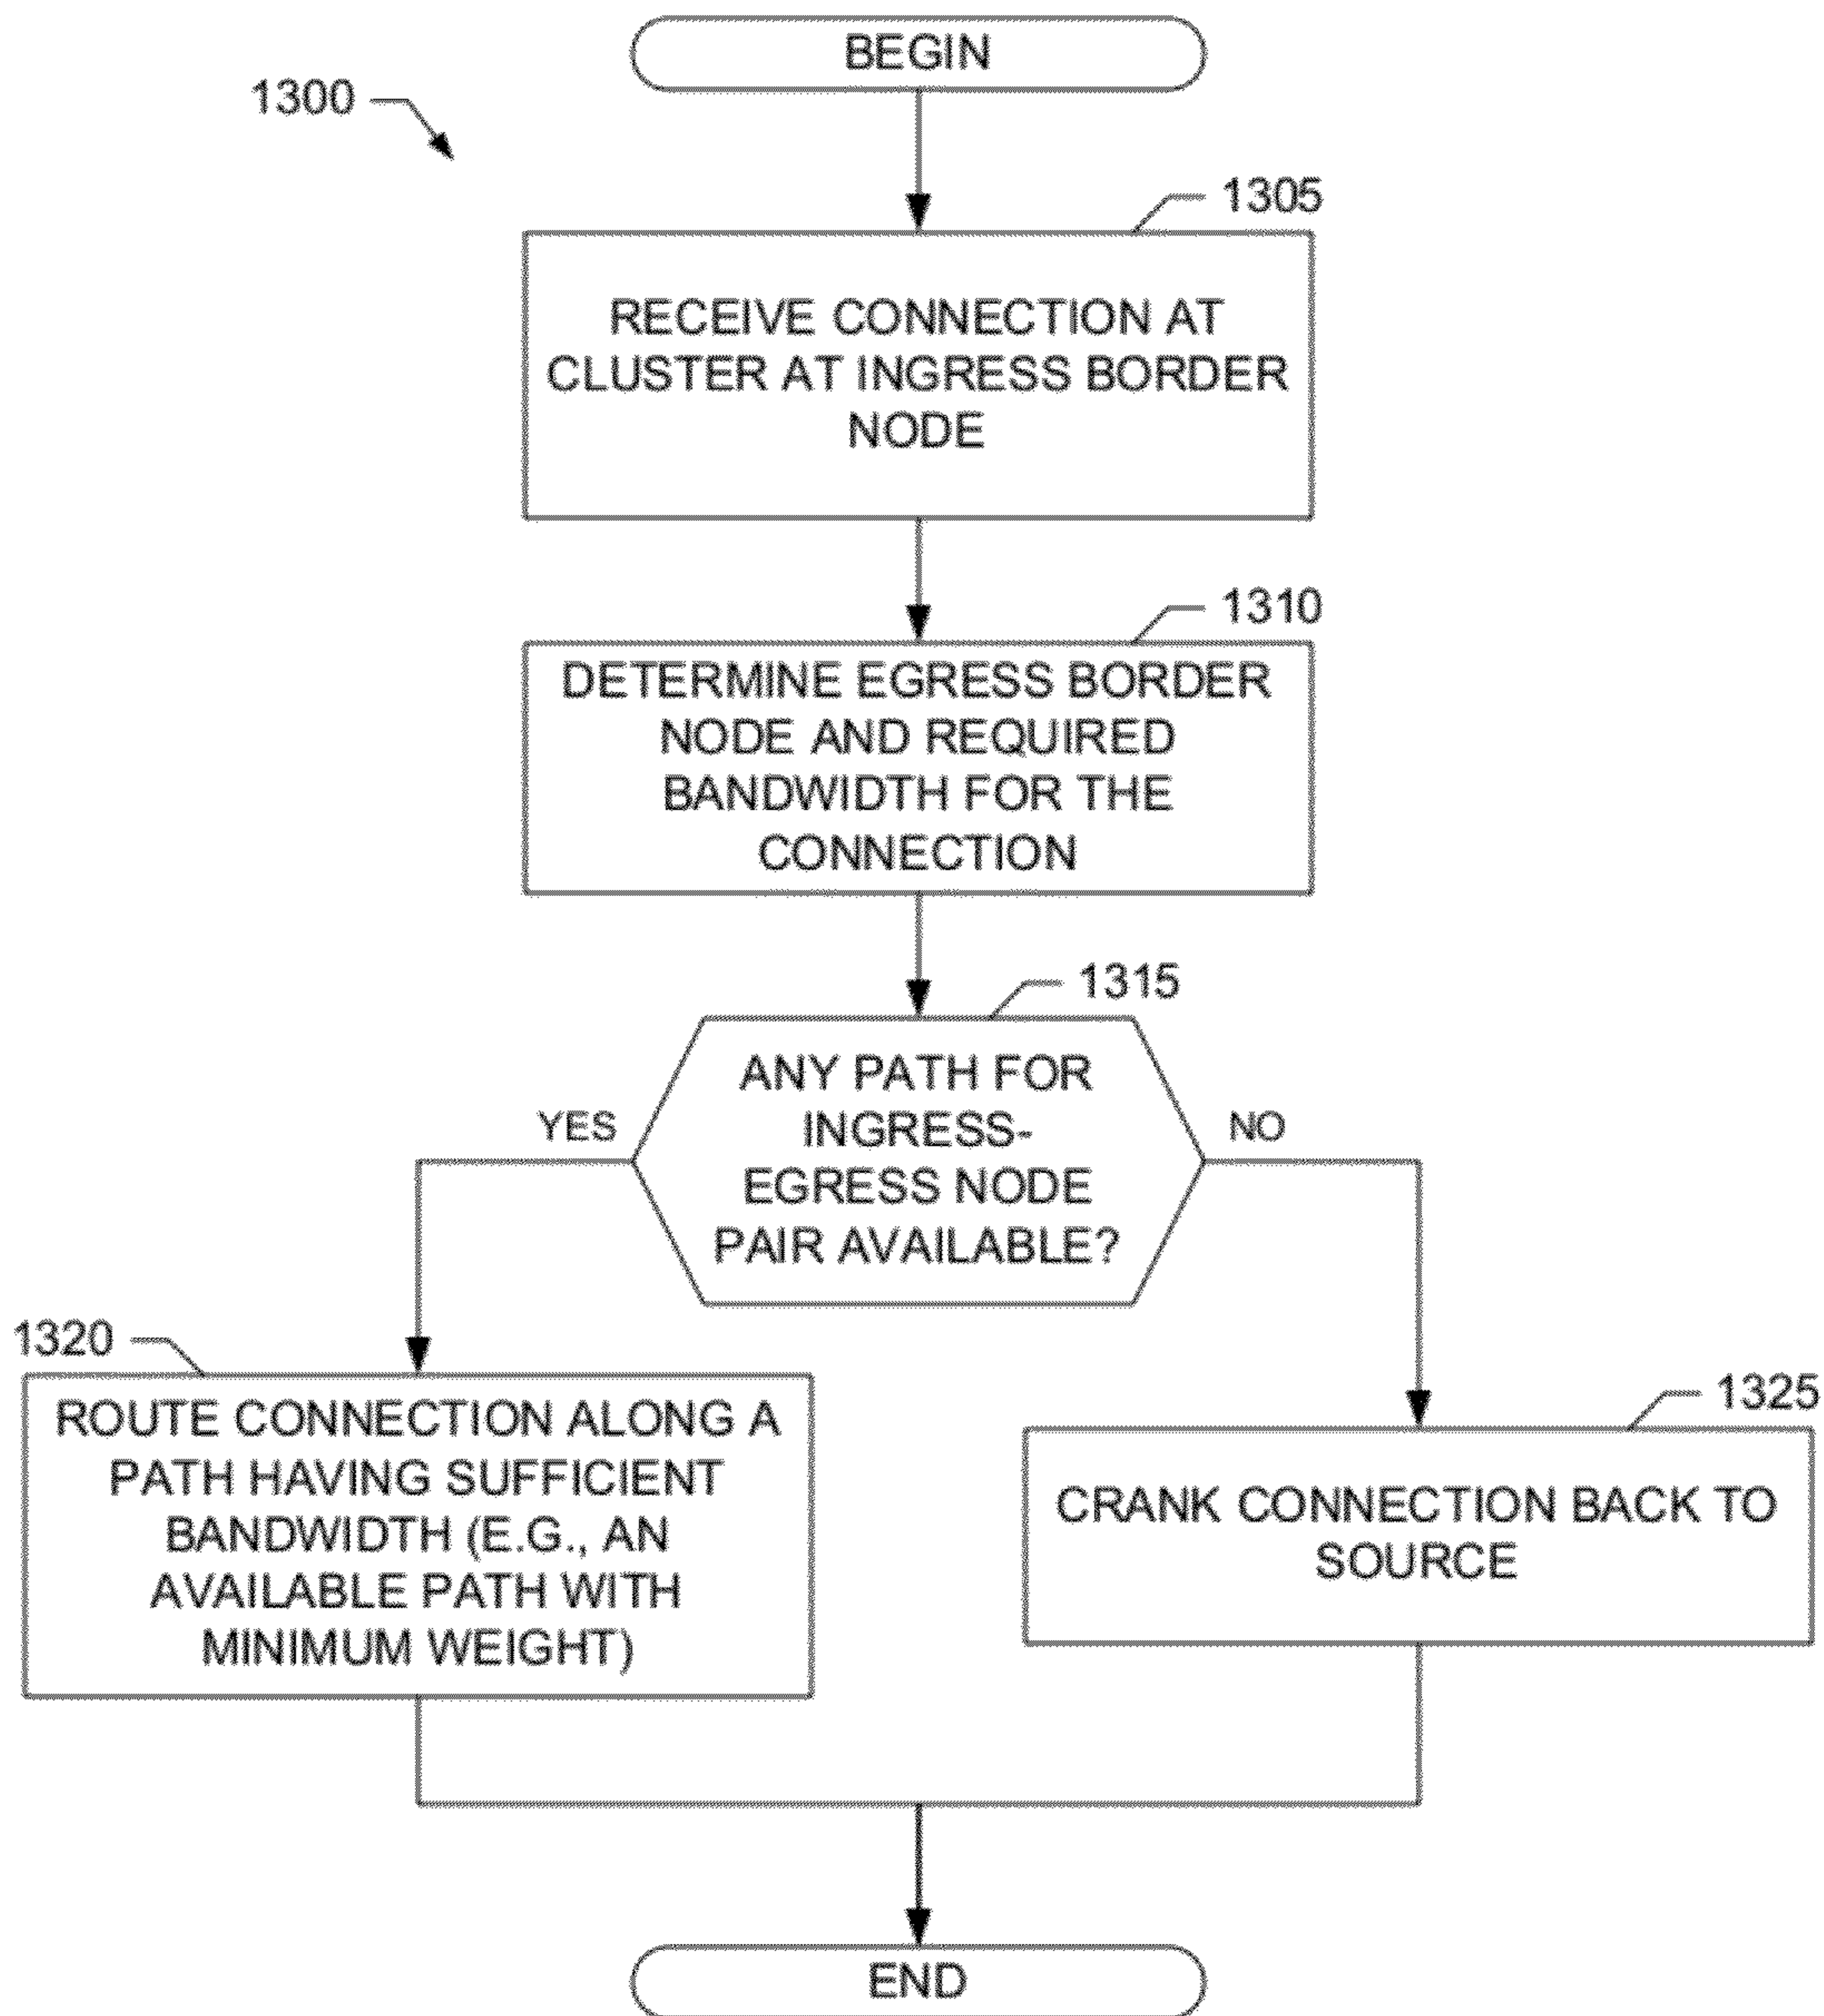 BEGIN
1300
1305
RECEIVE CONNECTION AT
CLUSTER AT INGRESS BORDER
NODE
1310
DETERMINE EGRESS BORDER
NODE AND REQUIRED
BANDWIDTH FOR THE
CONNECTION
1315
ANY PATH FOR
INGRESS-
EGRESS NODE
PAIR AVAILABLE?
YES
NO
1320
ROUTE CONNECTION ALONG A
PATH HAVING SUFFICIENT
BANDWIDTH (E.G., AN
AVAILABLE PATH WITH
MINIMUM WEIGHT)
1325
CRANK CONNECTION BACK TO
SOURCE
END